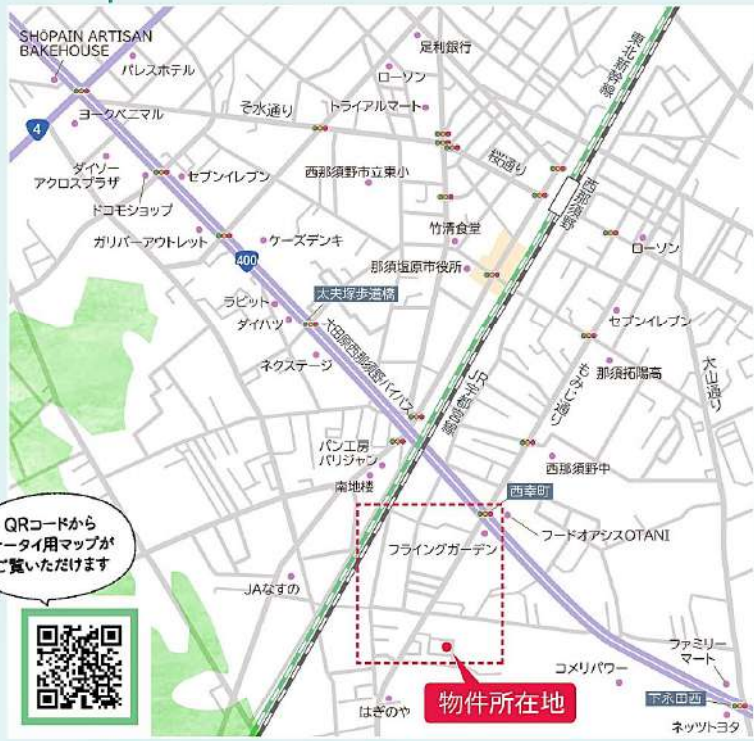 SHŌPAIN ARTISAN
BAKEHOUSE
パレスホテル
足利銀行
ローソン
トライアルマート
東北新幹線
4
ヨークベニマル
そ水通り
桜通り
ダイソー
アクロスプラザ
セブンイレブン
ドコモショップ
西那須野市立東小
西那須野
ガリバーアウトレット
ケーズデンキ
竹清食堂
那須塩原市役所
ローソン
400
ラビット
ダイハツ
太夫塚歩道橋
ネクステージ
大田原西那須野バイパス
JR宇都宮線
もみじ通り
セブンイレブン
那須拓陽高
大山通り
パン工房
パリジャン
南地楼
西那須野中
西幸町
フードオアシスOTANI
フライングガーデン
QRコードから
ータイ用マップが
ご覧いただけます
JAなすの
はぎのや
物件所在地
コメリパワー
ファミリー
マート
下永田西
ネッツトヨタ